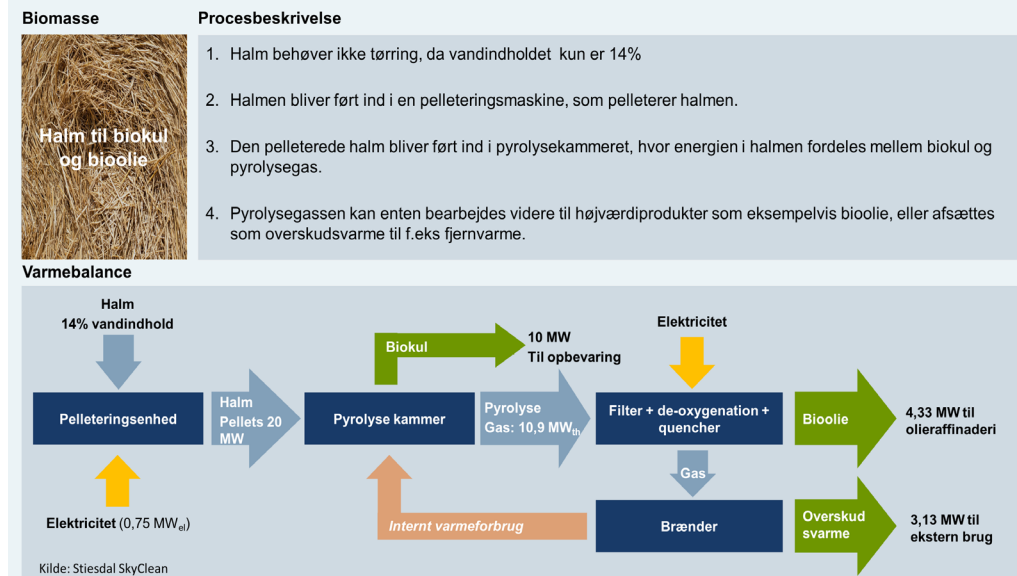 Biomasse
Procesbeskrivelse
Halm til biokul
og bioolie
1. Halm behøver ikke tørring, da vandindholdet kun er 14%
2. Halmen bliver ført ind i en pelleteringsmaskine, som pelleterer halmen.
3. Den pelleterede halm bliver ført ind i pyrolysekammeret, hvor energien i halmen fordeles mellem biokul og
pyrolysegas.
4. Pyrolysegassen kan enten bearbejdes videre til højværdiprodukter som eksempelvis bioolie, eller afsættes
som overskudsvarme til f.eks fjernvarme.
Varmebalance
Halm
14% vandindhold
Pelleteringsenhed
Elektricitet (0,75 MWel)
Halm
Pellets 20
MW
Pyrolyse kammer
Biokul
10 MW
Til opbevaring
Pyrolyse
Gas: 10,9 MWth
Elektricitet
Filter + de-oxygenation +
quencher
Bioolie
4,33 MW til
olieraffinaderi
Gas
Internt varmeforbrug
Brænder
Overskud
svarme
3,13 MW til
ekstern brug
Kilde: Stiesdal SkyClean